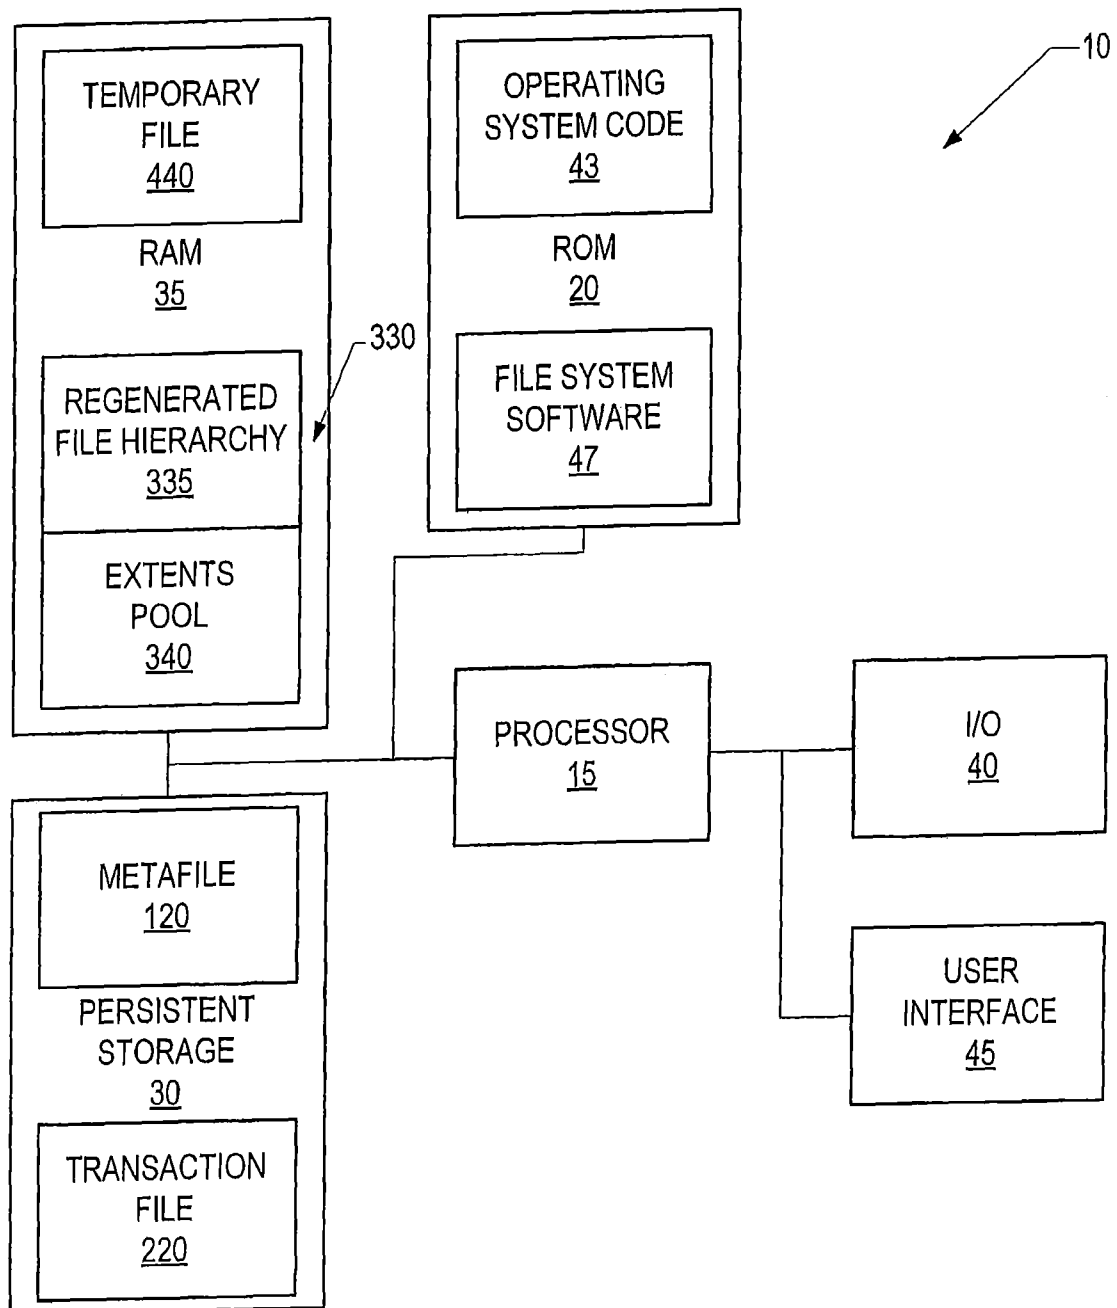 10
TEMPORARY
FILE
440
RAM
35
330
REGENERATED
FILE HIERARCHY
335
EXTENTS
POOL
340
OPERATING
SYSTEM CODE
43
ROM
20
FILE SYSTEM
SOFTWARE
47
PROCESSOR
15
I/O
40
USER
INTERFACE
45
METAFILE
120
PERSISTENT
STORAGE
30
TRANSACTION
FILE
220